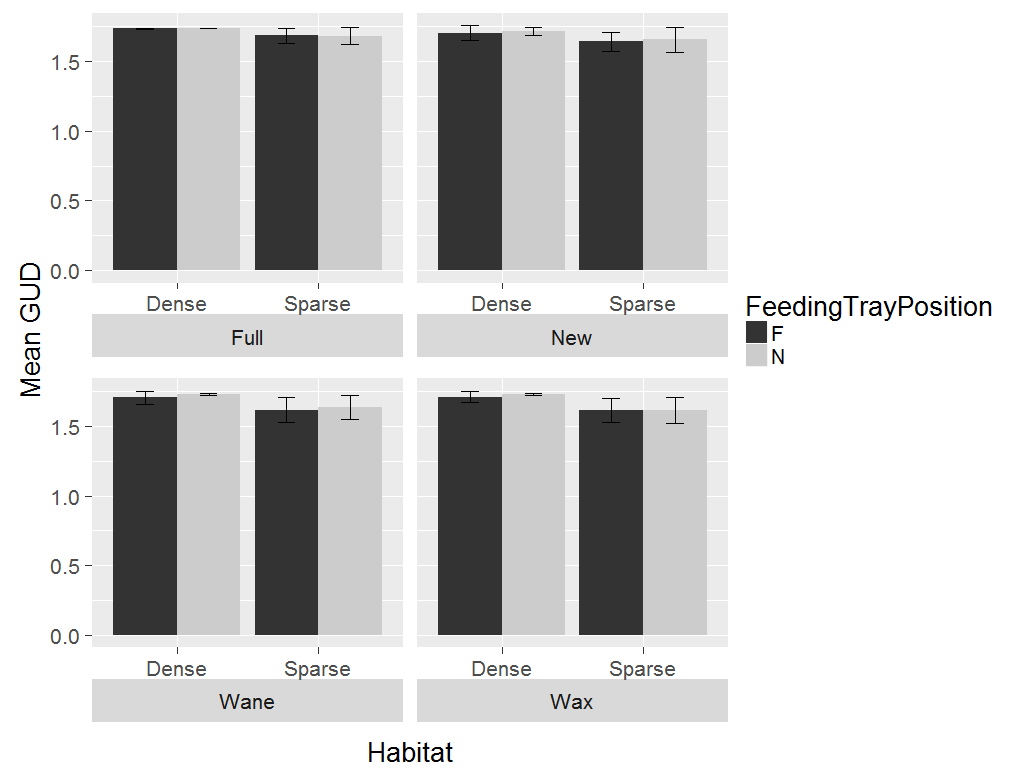 Mean GUD
1.5
1.0
0.5
0.0
Dense Sparse
Full
Dense Sparse
New
1.5
1.0
0.5
0.0
Dense Sparse
Wane
Dense Sparse
Wax
Habitat
FeedingTrayPosition
F
N